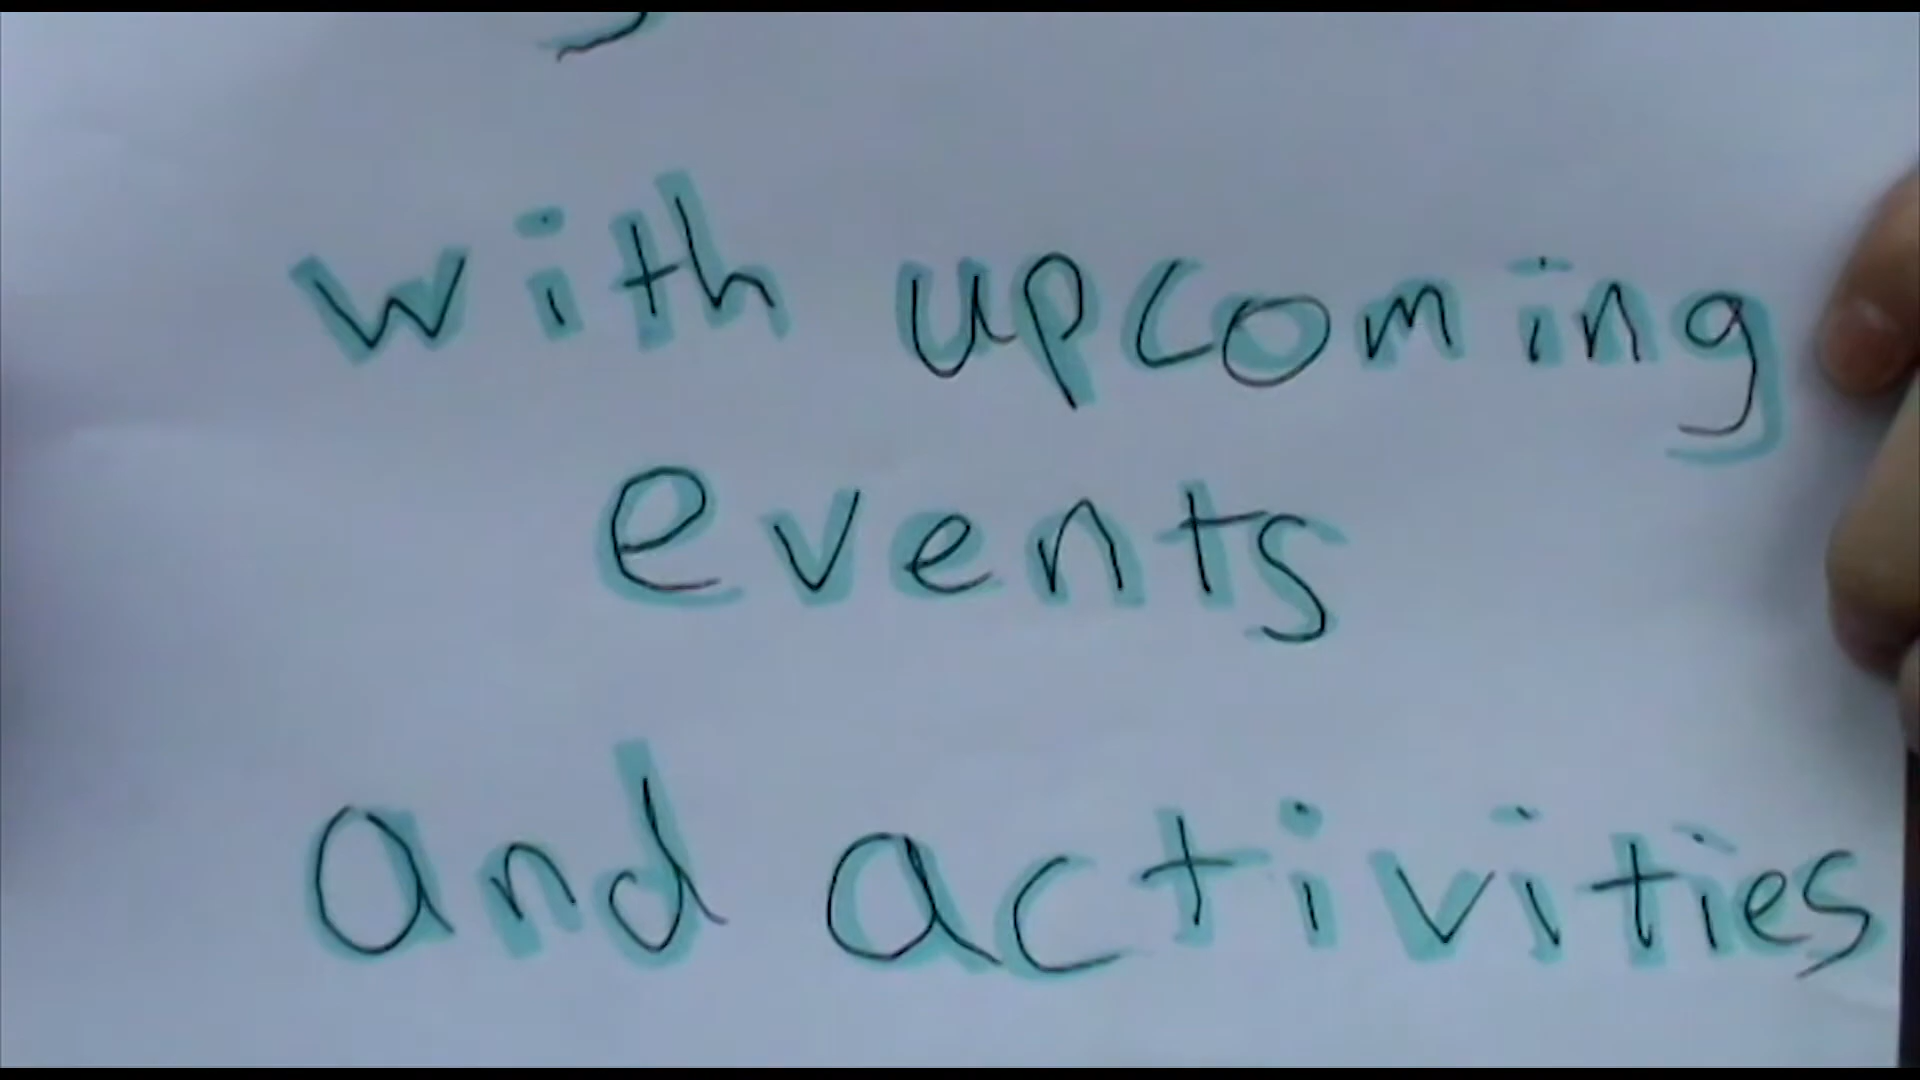 with upcoming
events
and activities